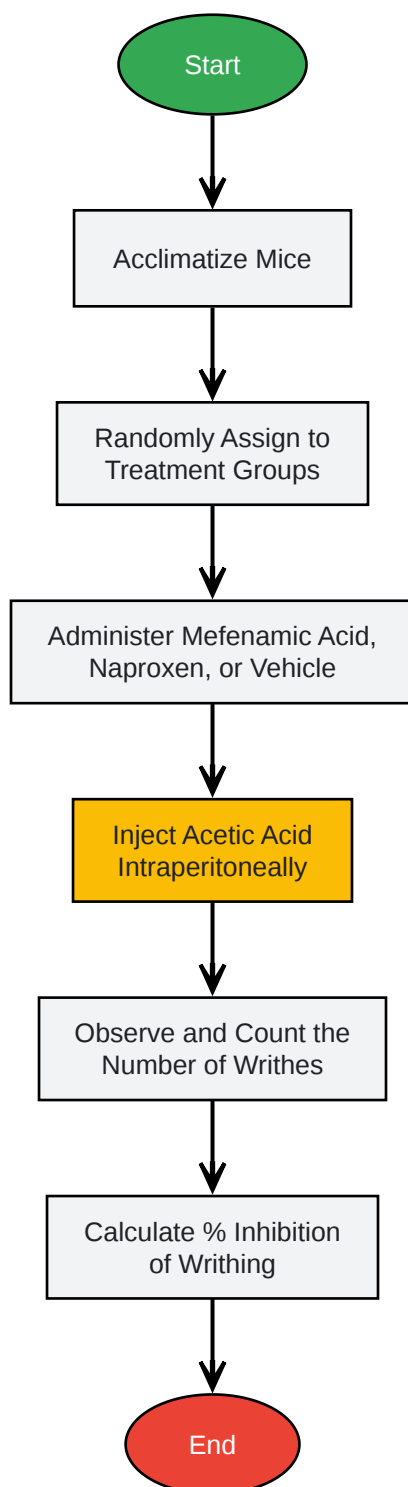 Start
Acclimatize Mice
Randomly Assign to
Treatment Groups
Administer Mefenamic Acid,
Naproxen, or Vehicle
Inject Acetic Acid
Intraperitoneally
Observe and Count the
Number of Writhes
Calculate % Inhibition
of Writhing
End